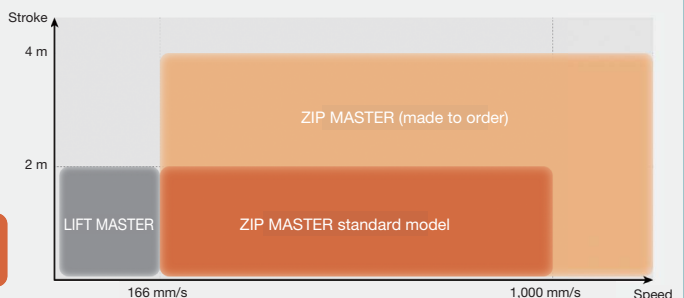 Stroke
4 m
ZIP MASTER (made to order)
2 m
LIFT MASTER
ZIP MASTER standard model
166 mm/s
1,000 mm/s
Speed